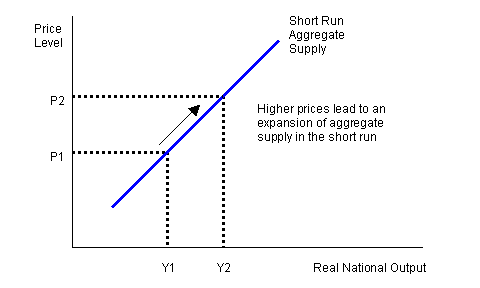 Price
Level
Short Run
Aggregate
Supply
P2
Higher prices lead to an
expansion of aggregate
supply in the short run
P1
Y1
Y2
Real National Output